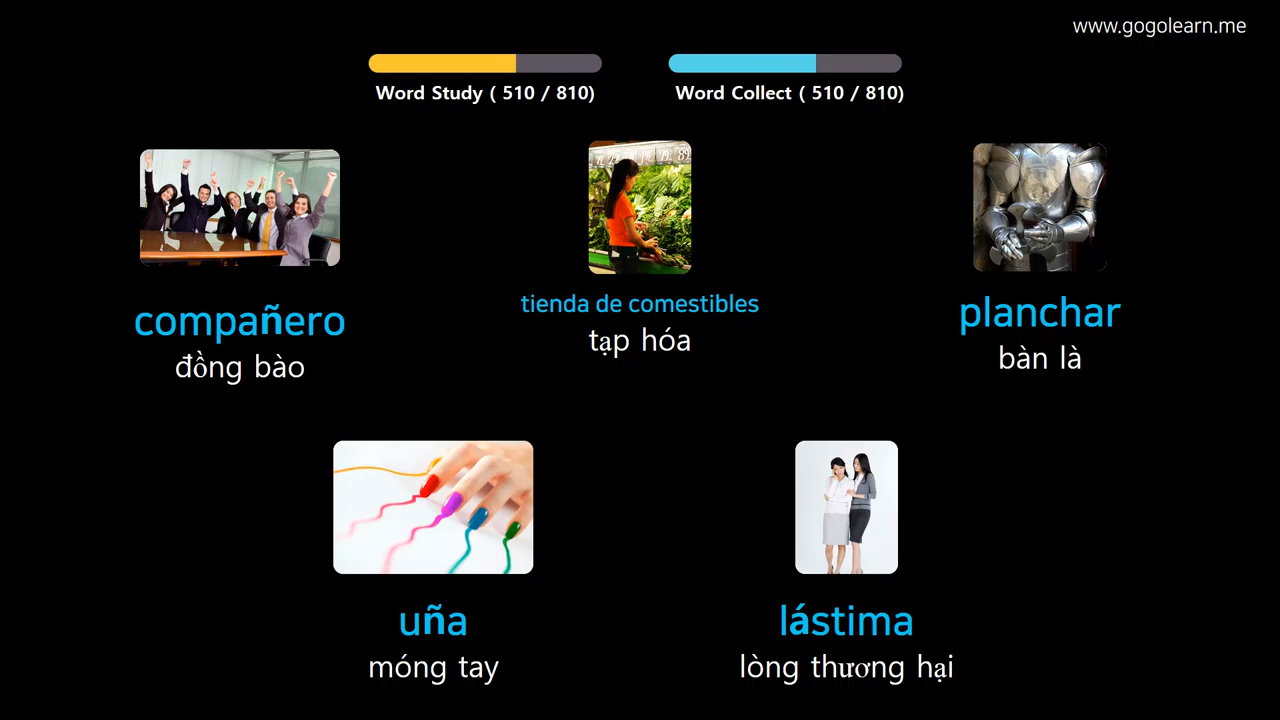 www.gogolearn.me
Word Study ( 510 / 810)
Word Collect ( 510 / 810)
compañero
đồng bào
tienda de comestibles
tạp hóa
planchar
bàn là
uña
móng tay
lástima
lòng thương hại